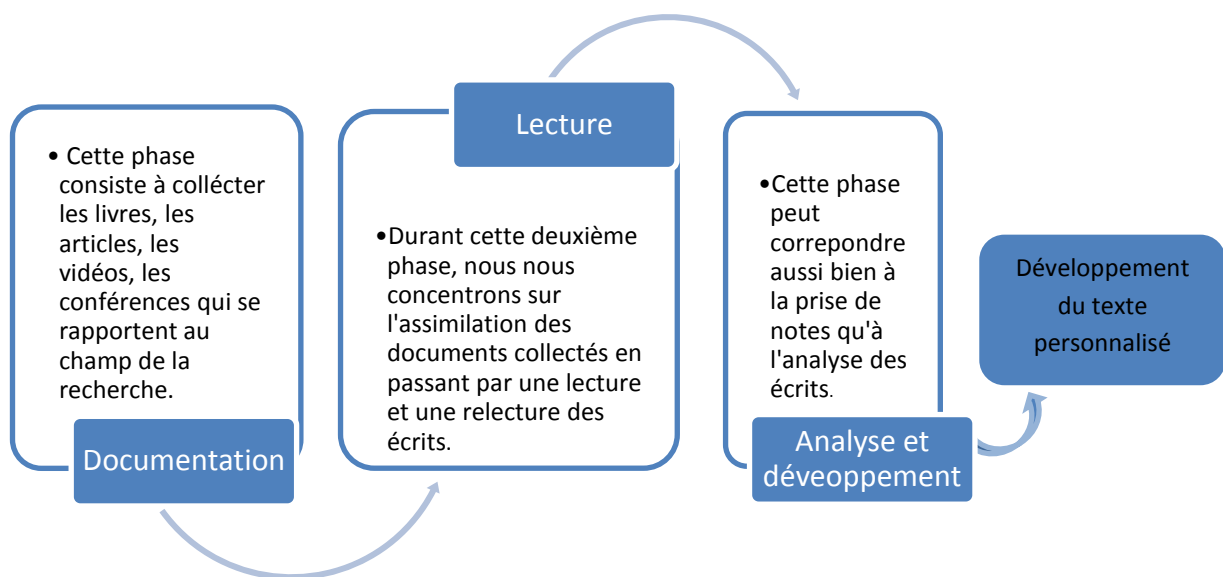 • Cette phase
consiste à collécter
les livres, les
articles, les
vidéos, les
conférences qui se
rapportent au
champ de la
recherche.
Documentation
Lecture
•Durant cette deuxième
phase, nous nous
concentrons sur
l'assimilation des
documents collectés en
passant par une lecture
et une relecture des
écrits.
•Cette phase
peut
correpondre
aussi bien à
la prise de
notes qu'à
l'analyse des
écrits.
Analyse et
déveoppement
Développement
du texte
personnalisé